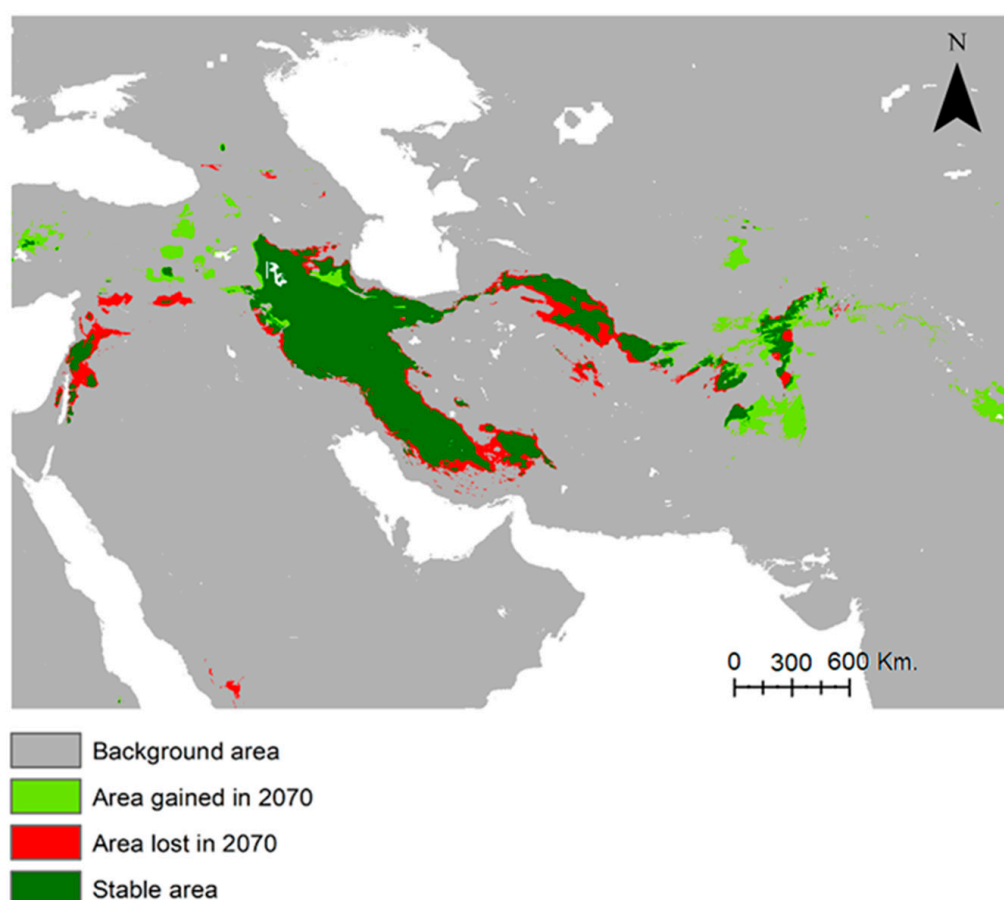 N
0 300 600 Km.
Background area
Area gained in 2070
Area lost in 2070
Stable area